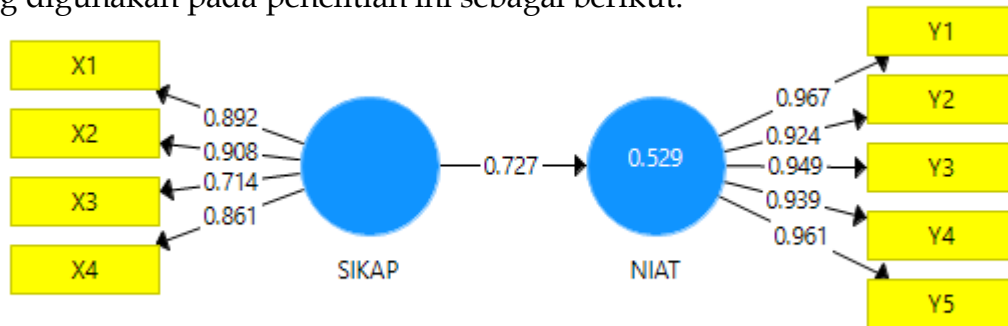 digunakan pada penelitian ini sebagai berikut.
X1
X2
X3
X4
0.892
0.908
0.714
0.861
SIKAP
0.727
0.529
NIAT
0.967
0.924
0.949
0.939
0.961
Y1
Y2
Y3
Y4
Y5